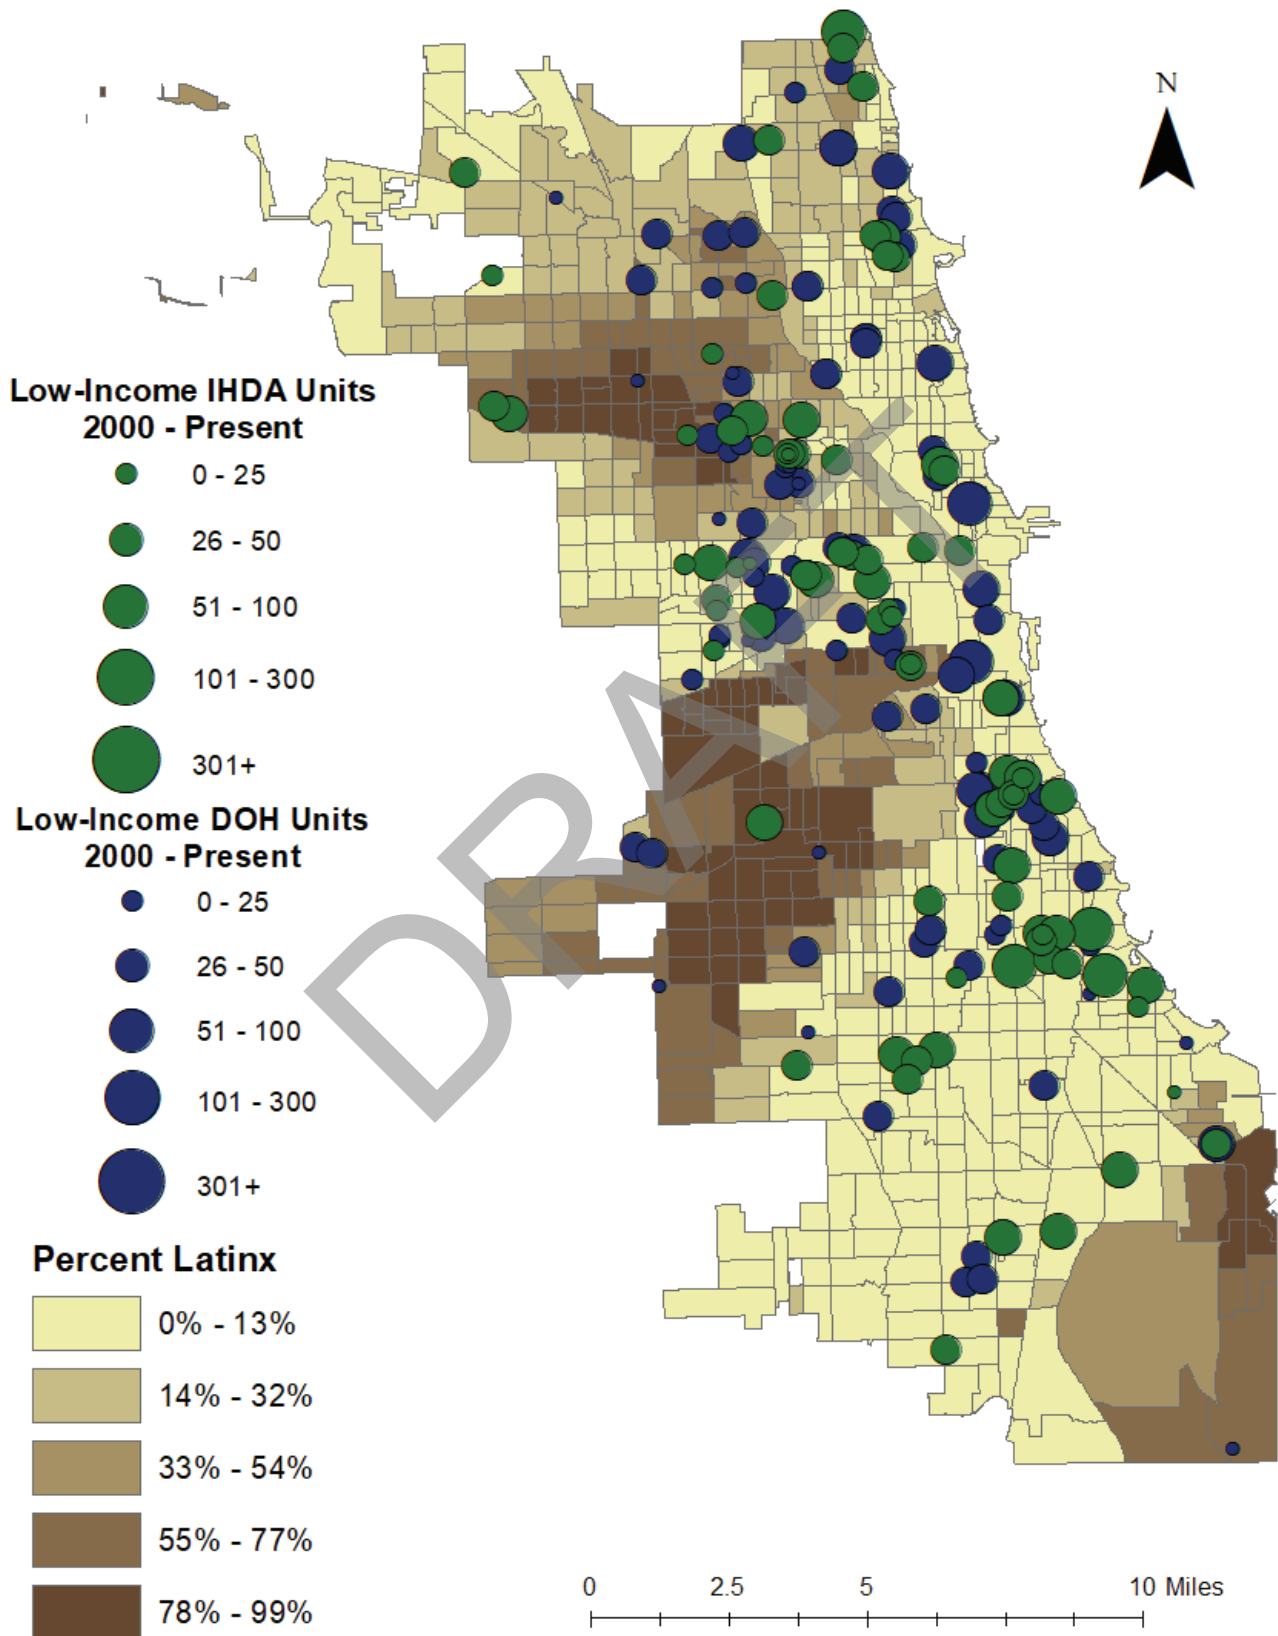 N
Low-Income IHDA Units
2000 - Present
0 - 25
26 - 50
51 - 100
101 - 300
301+
Low-Income DOH Units
2000 - Present
0 - 25
26 - 50
51 - 100
101 - 300
301+
Percent Latinx
0% - 13%
14% - 32%
33% - 54%
55% - 77%
78% - 99%
DRAFT
0 2.5 5 10 Miles